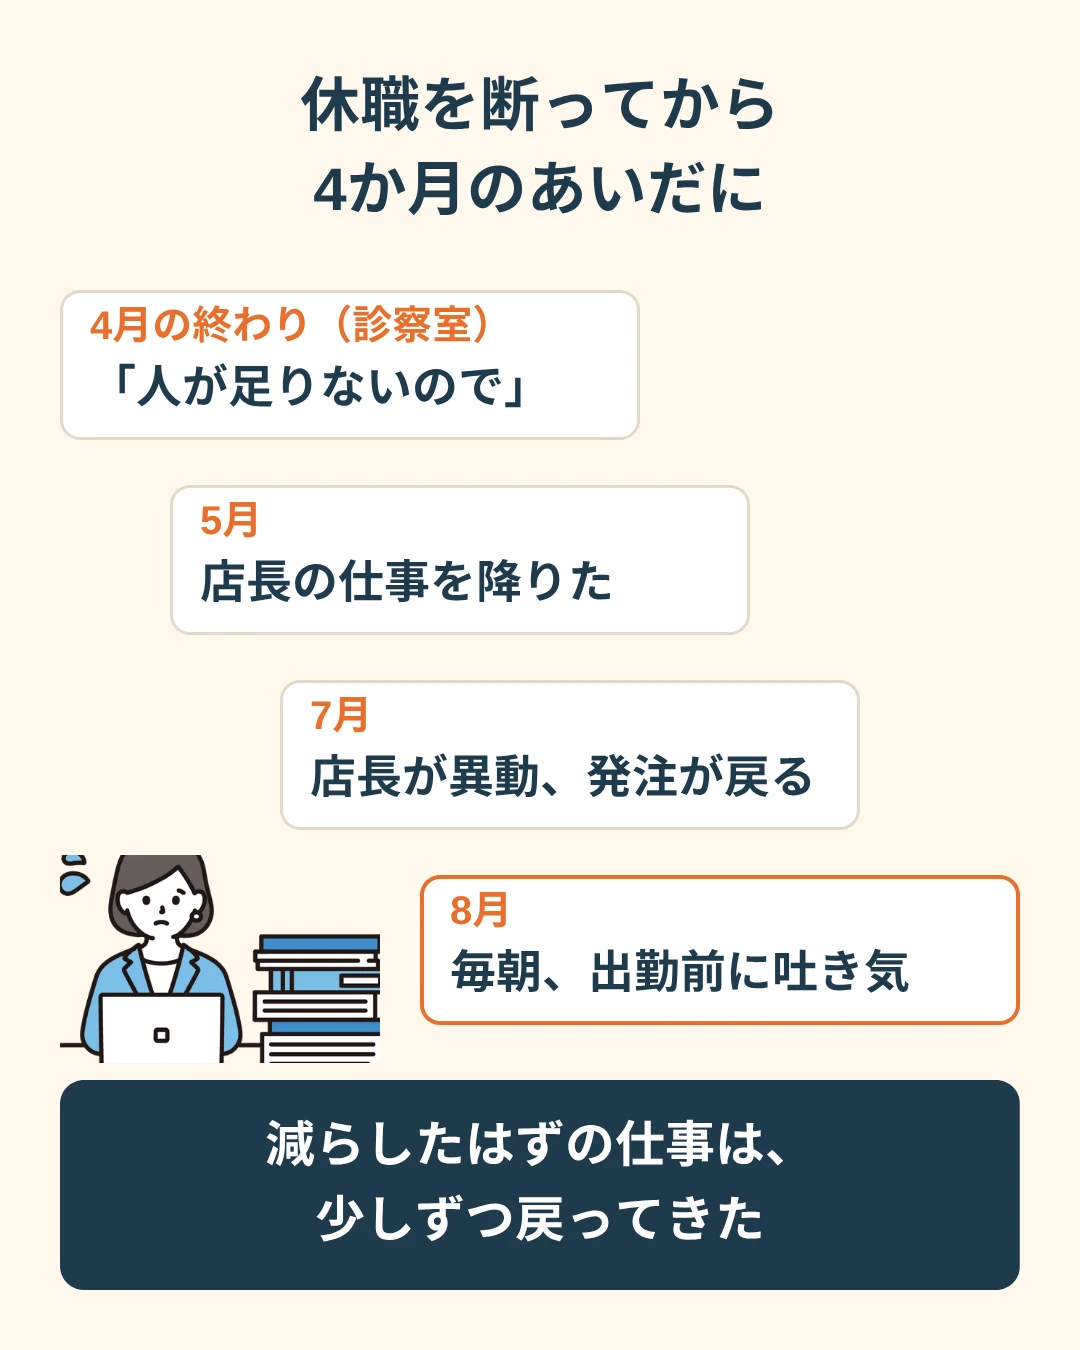 休職を断ってから
4か月のあいだに
4月の終わり（診察室）
「人が足りないので」
5月
店長の仕事を降りた
7月
店長が異動、発注が戻る
8月
毎朝、出勤前に吐き気
減らしたはずの仕事は、
少しずつ戻ってきた